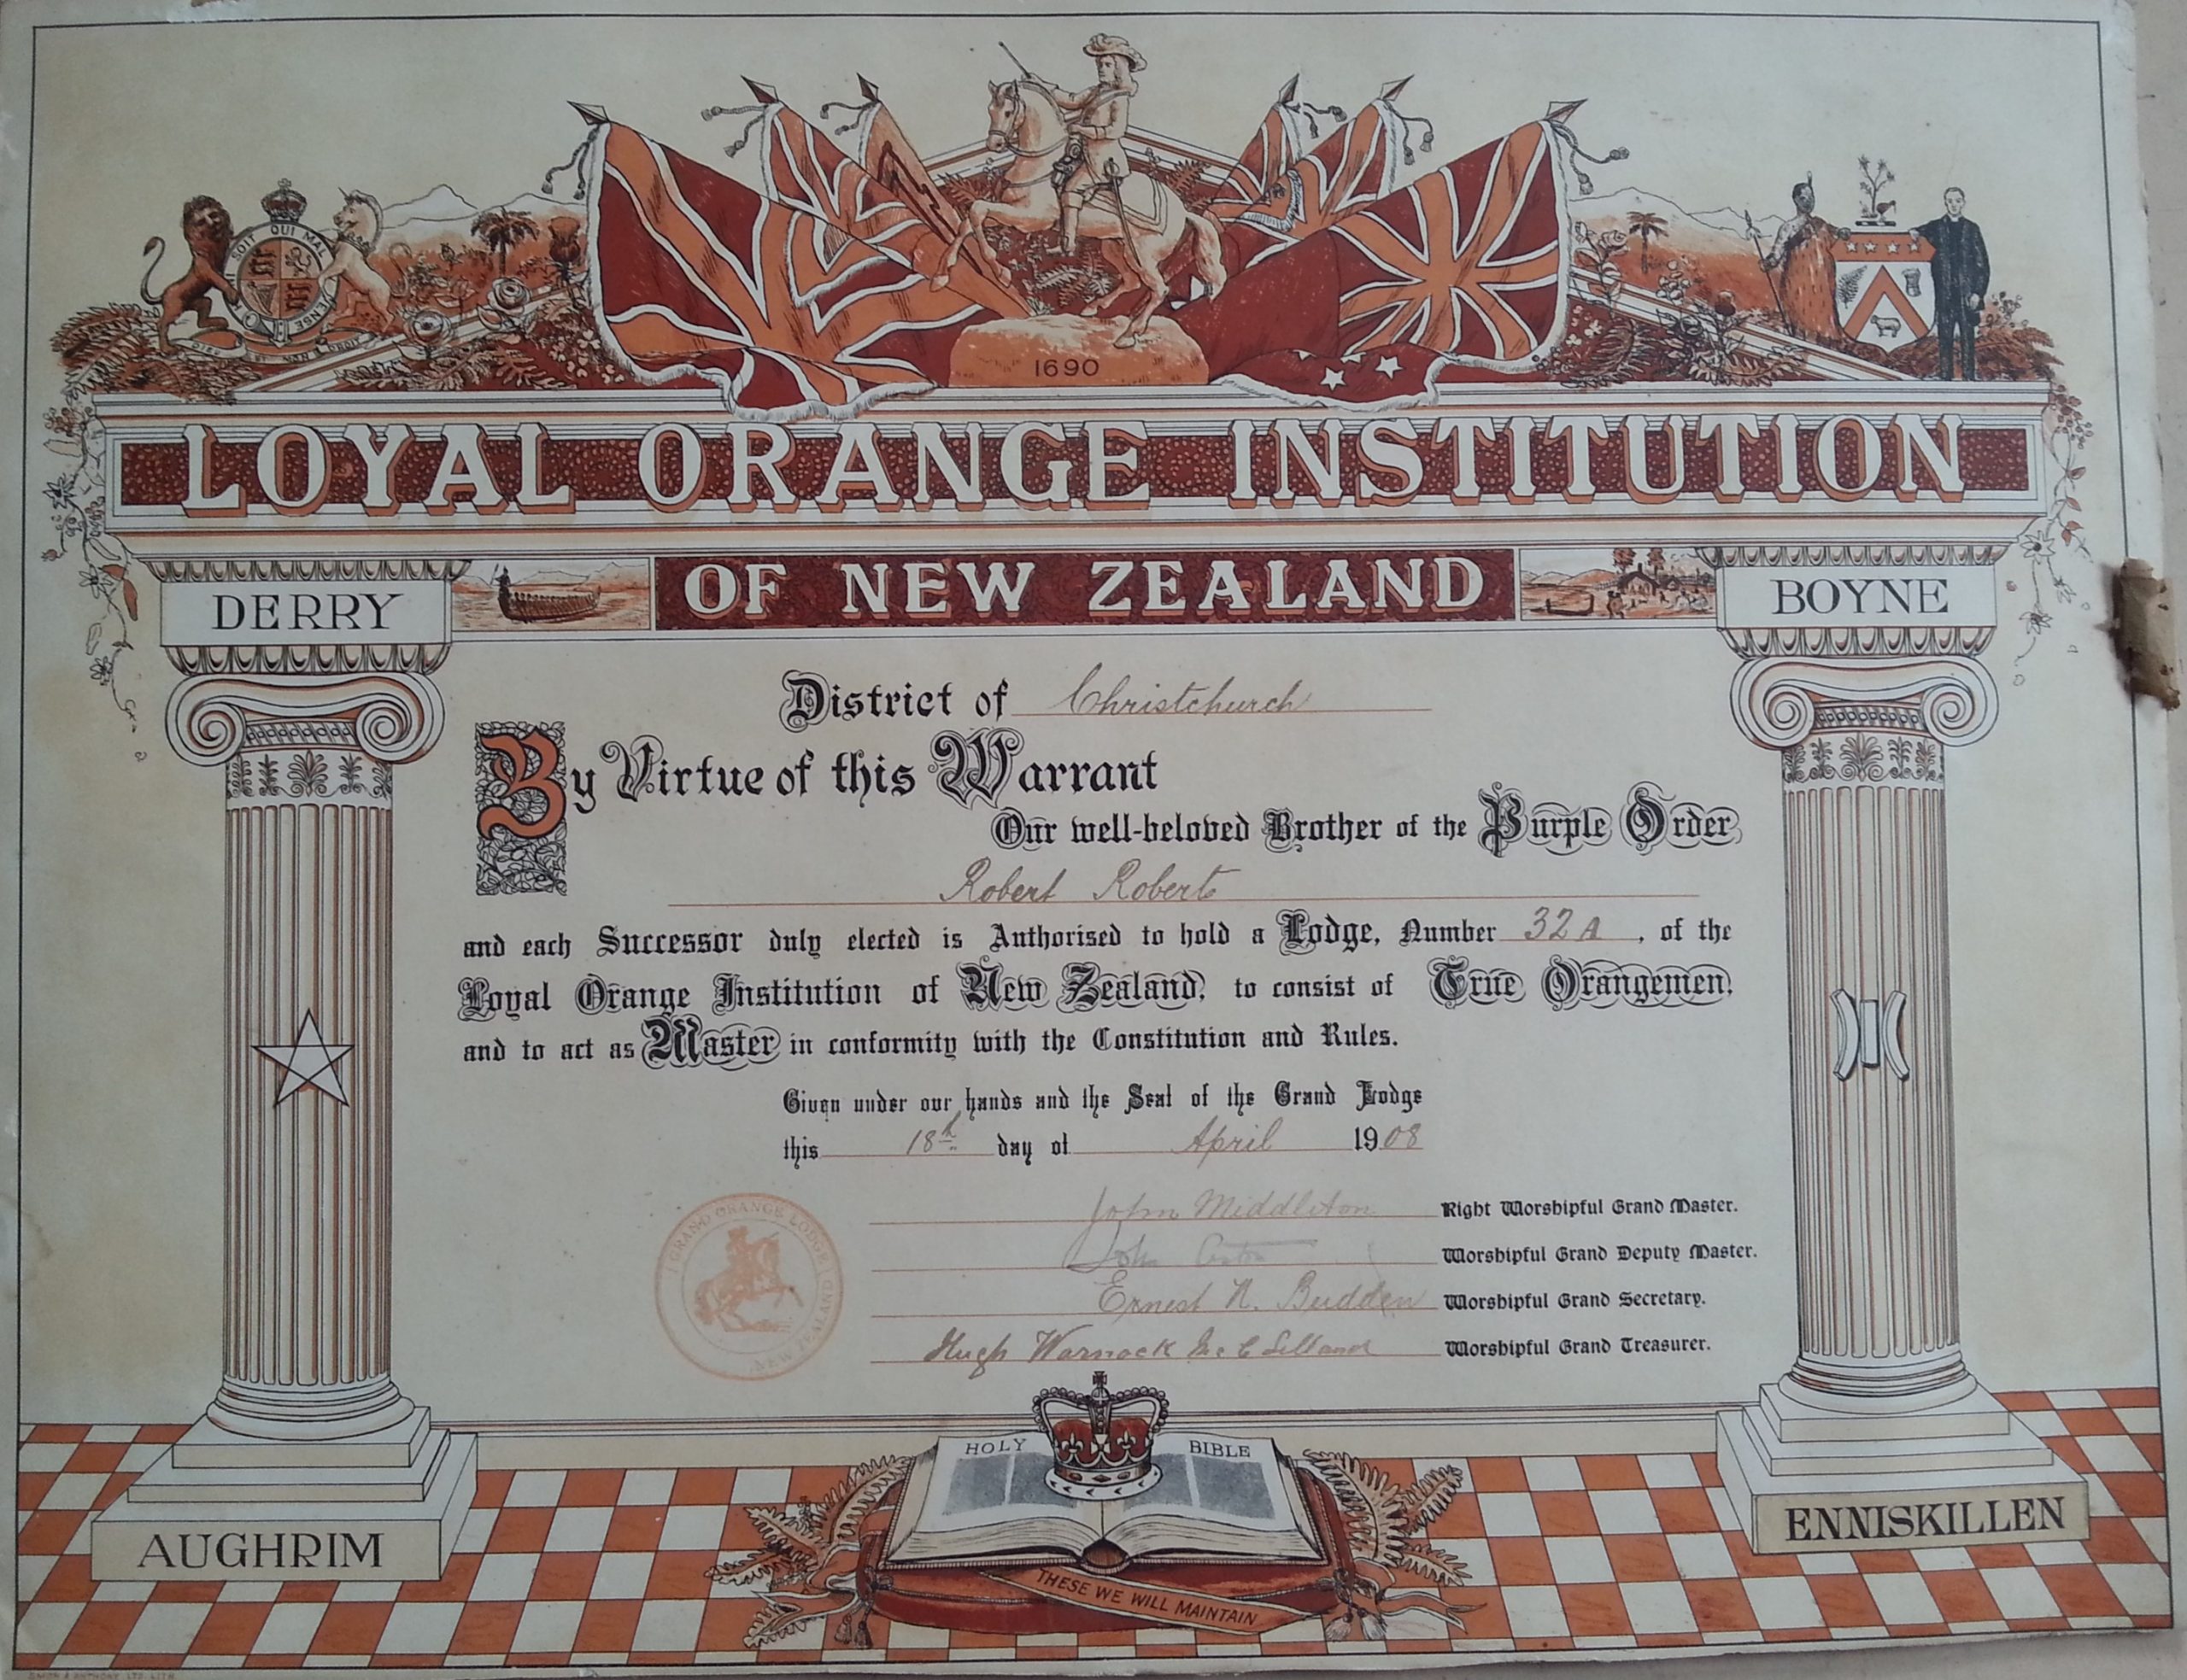 SOIT QUI MAL
1690
LOYAL ORANGE INSTITUTION
DERRY
OF NEW ZEALAND
BOYNE
District of Christchurch
By Virtue of this Warrant
Our well-beloved Brother of the Purple Order
Robert Roberts
and each Successor duly elected is Authorised to hold a Lodge, Number 32A, of the
Loyal Orange Institution of New Zealand, to consist of True Orangemen,
and to act as Master in conformity with the Constitution and Rules.
Given under our hands and the Seal of the Grand Lodge
this 18th day of April 1908
GRAND ORANGE LODGE OF NEW ZEALAND
John Middleton Right Worshipful Grand Master.
John Worshipful Grand Deputy Master.
Ernest N. Budden Worshipful Grand Secretary.
Hugh Warnock McClelland Worshipful Grand Treasurer.
HOLY BIBLE
AUGHRIM
ENNISKILLEN
THESE WE WILL MAINTAIN